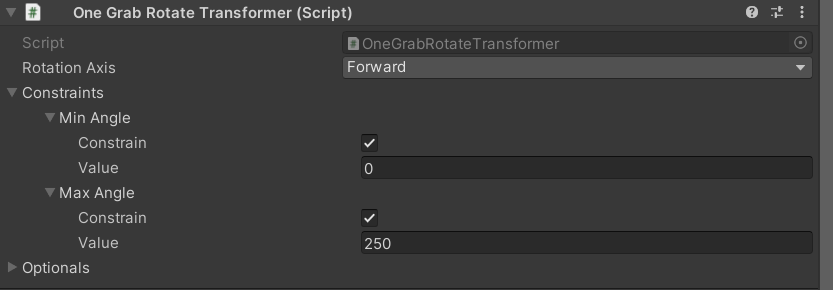 One Grab Rotate Transformer (Script)
Script OneGrabRotateTransformer
Rotation Axis Forward
Constraints
Min Angle
Constrain
Value 0
Max Angle
Constrain
Value 250
Optionals